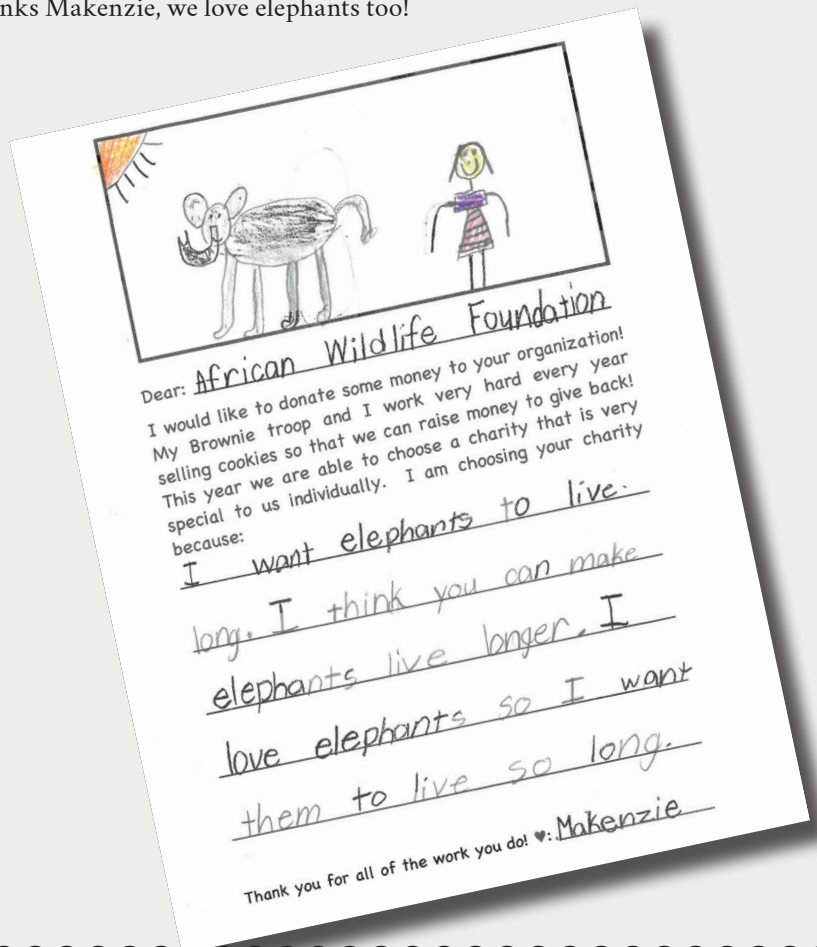 nks Makenzie, we love elephants too!
Dear: African Wildlife Foundation
I would like to donate some money to your organization!
My Brownie troop and I work very hard every year
selling cookies so that we can raise money to give back!
This year we are able to choose a charity that is very
special to us individually. I am choosing your charity
because:
I want elephants to live.
long. I think you can make
elephants live longer. I
love elephants so I want
them to live so long.
Thank you for all of the work you do! ♥: Makenzie